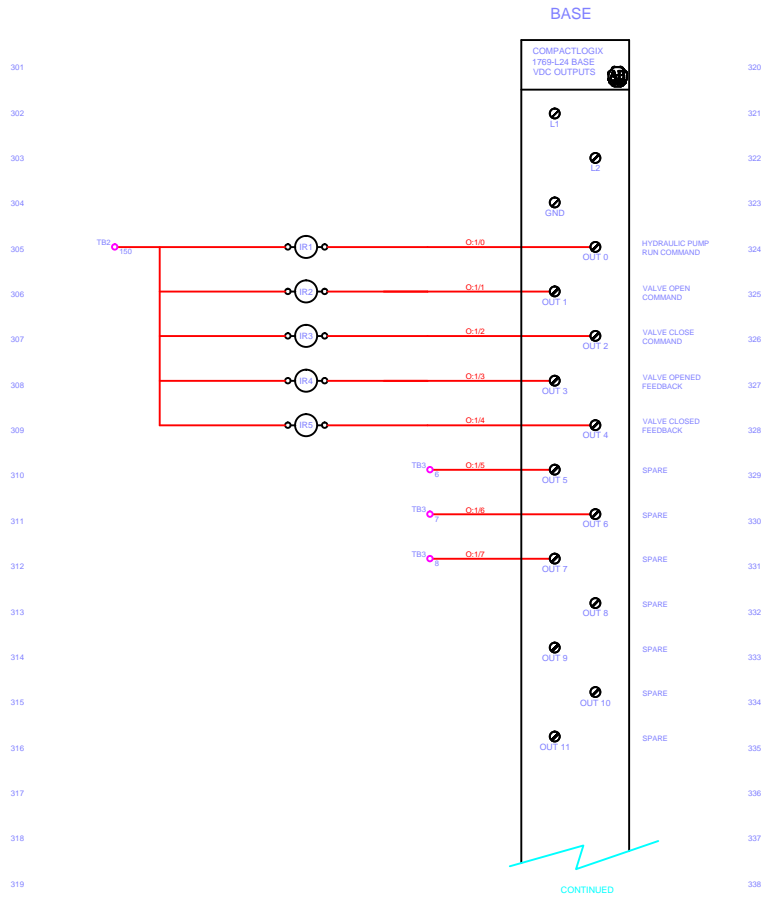 BASE
COMPACTLOGIX
1769-L24 BASE
VDC OUTPUTS
AB
301
320
302
L1
321
303
L2
322
304
GND
323
TB2
150
305
IR1
O:1/0
OUT 0
HYDRAULIC PUMP
RUN COMMAND
324
306
IR2
O:1/1
OUT 1
VALVE OPEN
COMMAND
325
307
IR3
O:1/2
OUT 2
VALVE CLOSE
COMMAND
326
308
IR4
O:1/3
OUT 3
VALVE OPENED
FEEDBACK
327
309
IR5
O:1/4
OUT 4
VALVE CLOSED
FEEDBACK
328
310
TB3
6
O:1/5
OUT 5
SPARE
329
311
TB3
7
O:1/6
OUT 6
SPARE
330
312
TB3
8
O:1/7
OUT 7
SPARE
331
313
OUT 8
SPARE
332
314
OUT 9
SPARE
333
315
OUT 10
SPARE
334
316
OUT 11
SPARE
335
317
336
318
337
319
CONTINUED
338